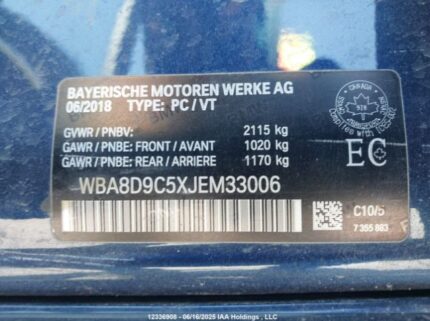 BAYERISCHE MOTOREN WERKE AG
06/2018 TYPE: PC/VT
GVWR / PNBV: 2115 kg
GAWR / PNBE: FRONT / AVANT 1020 kg
GAWR / PNBE: REAR / ARRIERE 1170 kg
WBA8D9C5XJEM33006
CANADA
EC
C10/5
7 355 883
12336908 - 06/16/2025 IAA Holdings , LLC